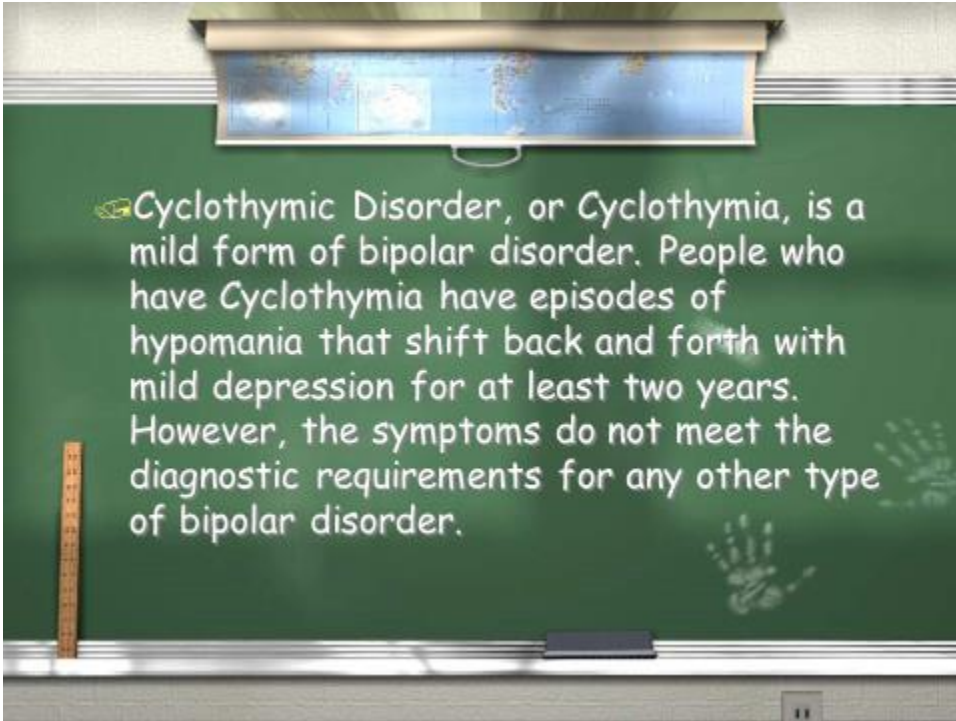 Cyclothymic Disorder, or Cyclothymia, is a
mild form of bipolar disorder. People who
have Cyclothymia have episodes of
hypomania that shift back and forth with
mild depression for at least two years.
However, the symptoms do not meet the
diagnostic requirements for any other type
of bipolar disorder.